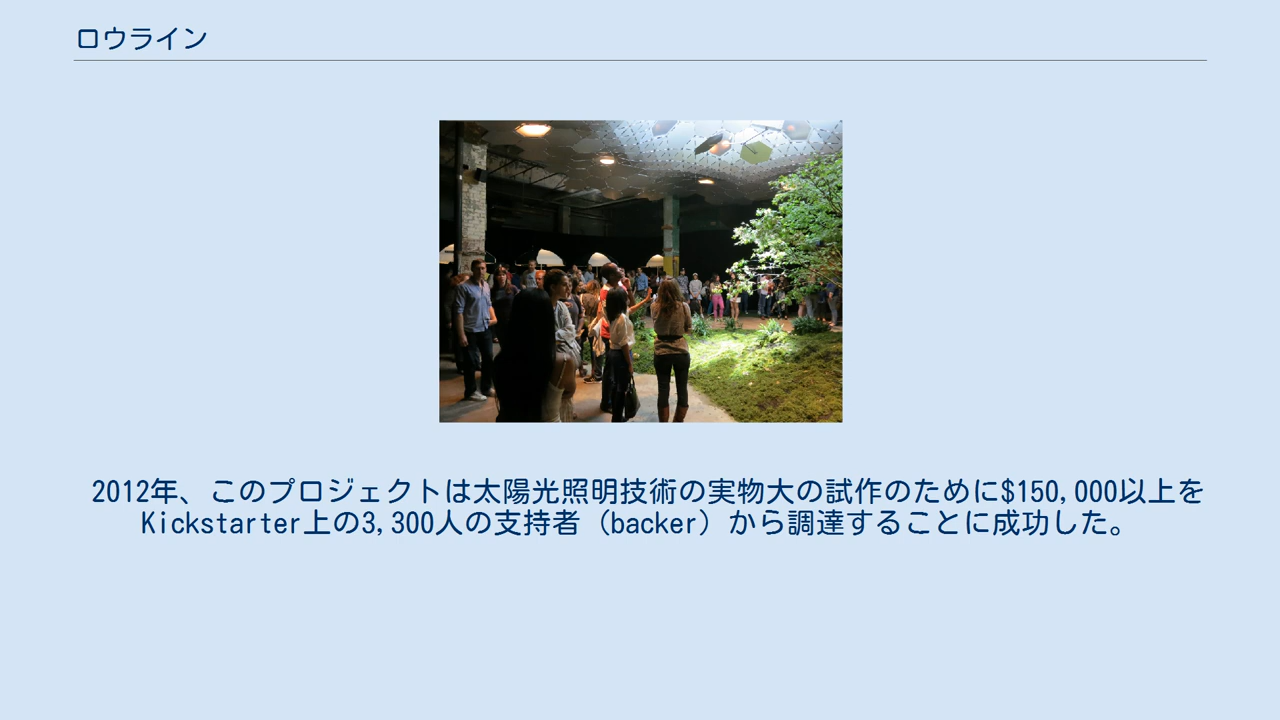 ロウライン
2012年、このプロジェクトは太陽光照明技術の実物大の試作のために$150,000以上を
Kickstarter上の3,300人の支持者（backer）から調達することに成功した。